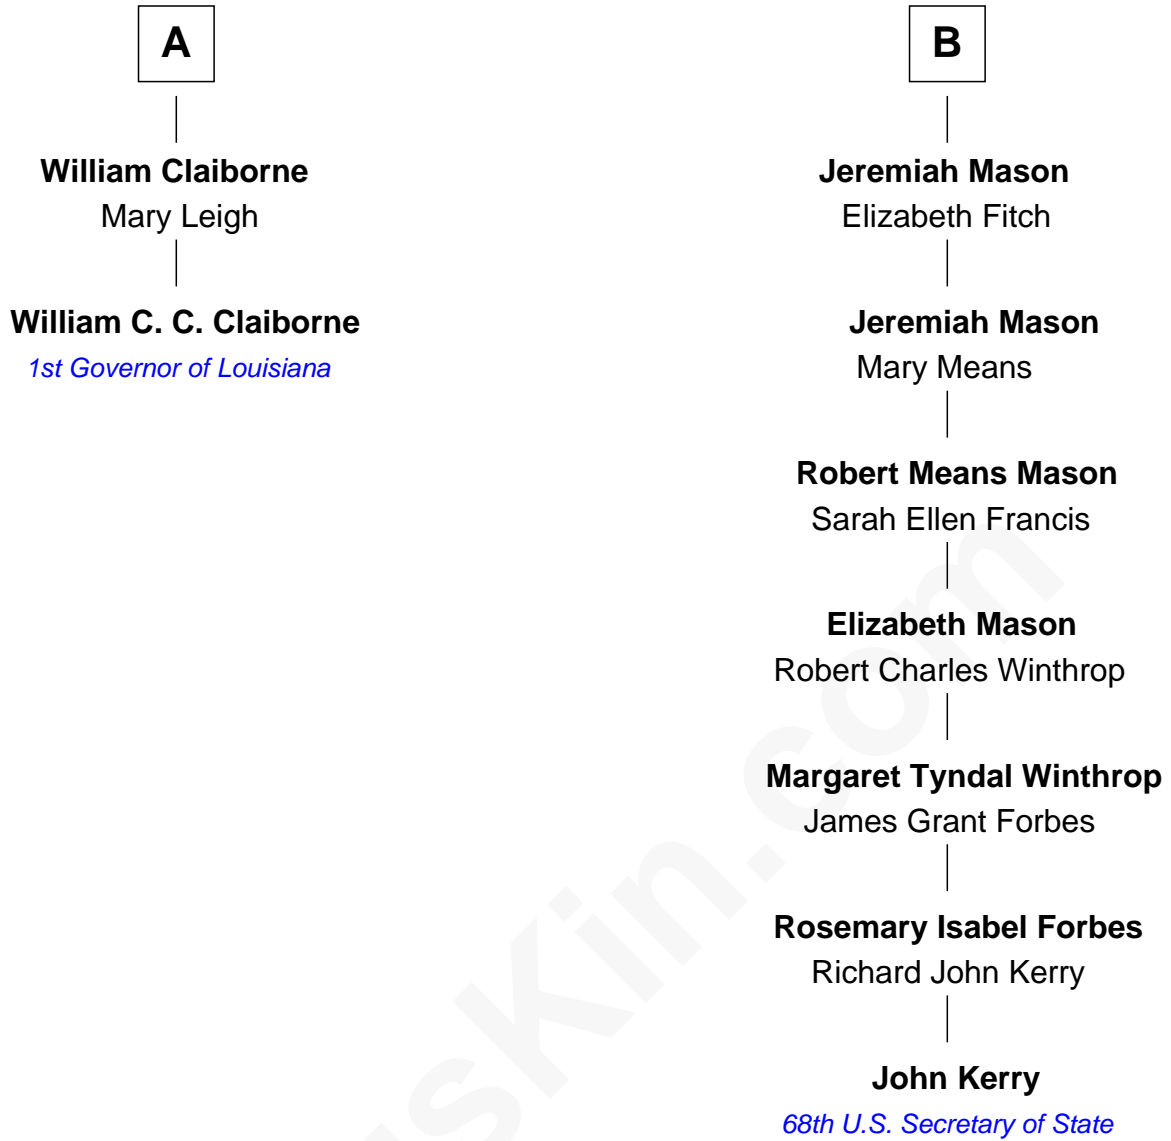 A
William Claiborne
Mary Leigh
William C. C. Claiborne
1st Governor of Louisiana
B
Jeremiah Mason
Elizabeth Fitch
Jeremiah Mason
Mary Means
Robert Means Mason
Sarah Ellen Francis
Elizabeth Mason
Robert Charles Winthrop
Margaret Tyndal Winthrop
James Grant Forbes
Rosemary Isabel Forbes
Richard John Kerry
John Kerry
68th U.S. Secretary of State
usKin.com